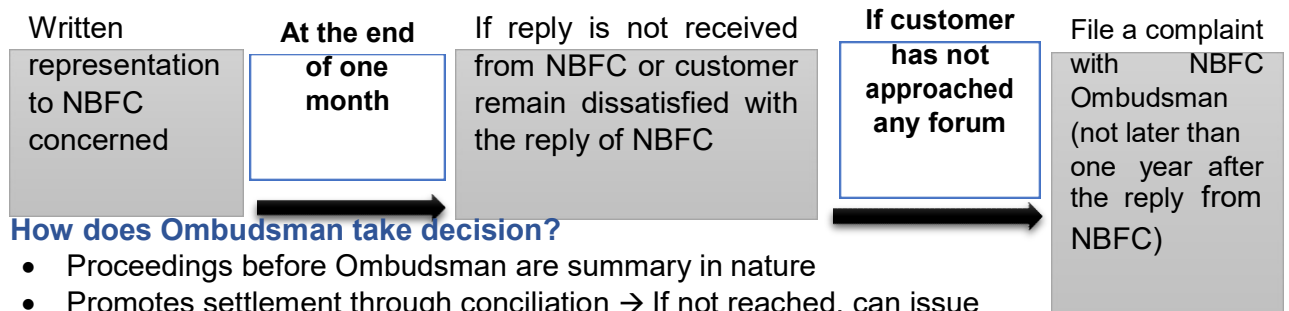 Written
representation
to NBFC
concerned
At the end
of one
month
If reply is not received
from NBFC or customer
remain dissatisfied with
the reply of NBFC
If customer
has not
approached
any forum
File a complaint
with NBFC
Ombudsman
(not later than
one year after
the reply from
NBFC)
How does Ombudsman take decision?
• Proceedings before Ombudsman are summary in nature
• Promotes settlement through conciliation → If not reached, can issue